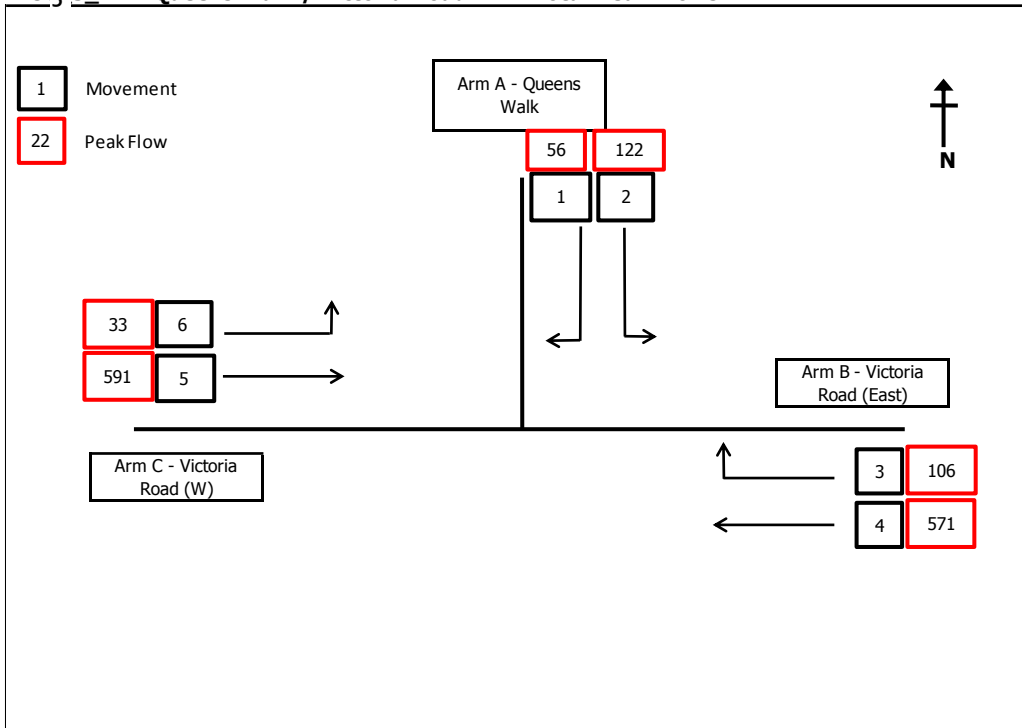 1 Movement
22 Peak Flow
Arm A - Queens
Walk
N
56 122
1 2
33 6
591 5
Arm B - Victoria
Road (East)
Arm C - Victoria
Road (W)
3 106
4 571